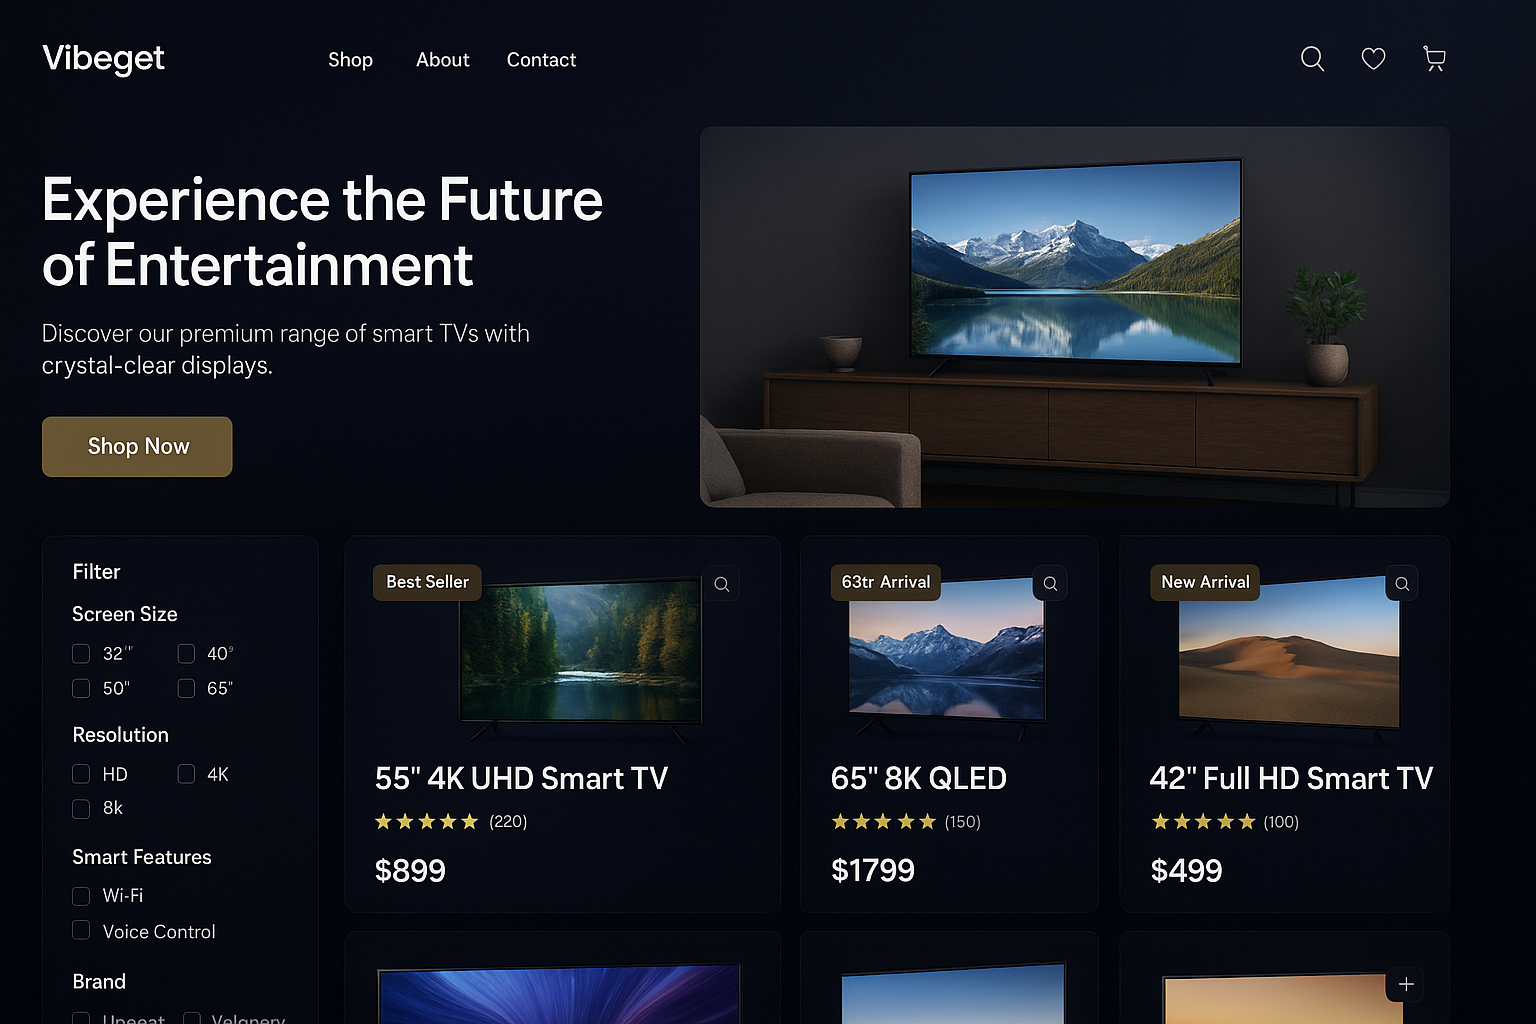 Vibeget
Shop About Contact
Experience the Future
of Entertainment
Discover our premium range of smart TVs with
crystal-clear displays.
Shop Now
Filter
Screen Size
32" 40"
50" 65"
Resolution
HD 4K
8k
Smart Features
Wi-Fi
Voice Control
Brand
Upeeat Velgnery
Best Seller
55" 4K UHD Smart TV
(220)
$899
63tr Arrival
65" 8K QLED
(150)
$1799
New Arrival
42" Full HD Smart TV
(100)
$499